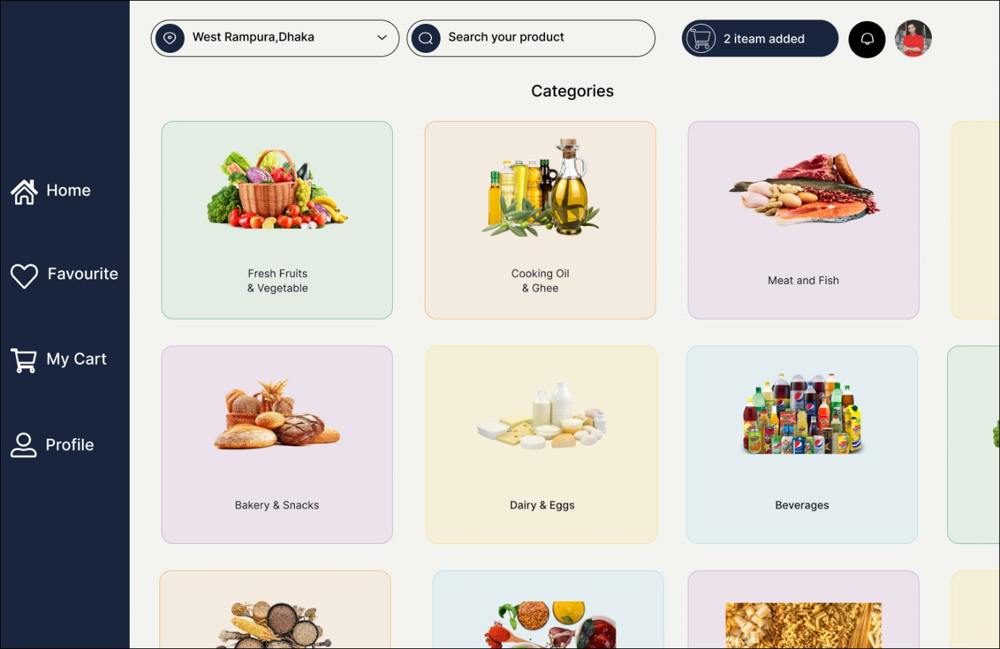 West Rampura,Dhaka
Search your product
2 iteam added
Categories
Home
Favourite
My Cart
Profile
Fresh Fruits
& Vegetable
Cooking Oil
& Ghee
Meat and Fish
Bakery & Snacks
Dairy & Eggs
Beverages